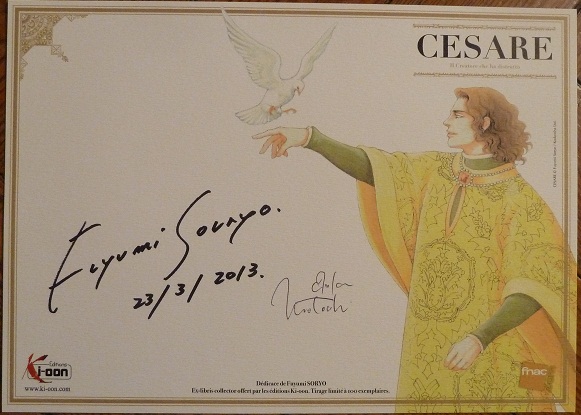 CESARE
Il Creatore che ha distrutto
Fuyumi SORYO.
23/3/2013.
Éditions
Ki-oon
www.ki-oon.com
Dédicace de Fuyumi SORYO
Ex-libris collector offert par les éditions Ki-oon. Tirage limité à 100 exemplaires.
fnac